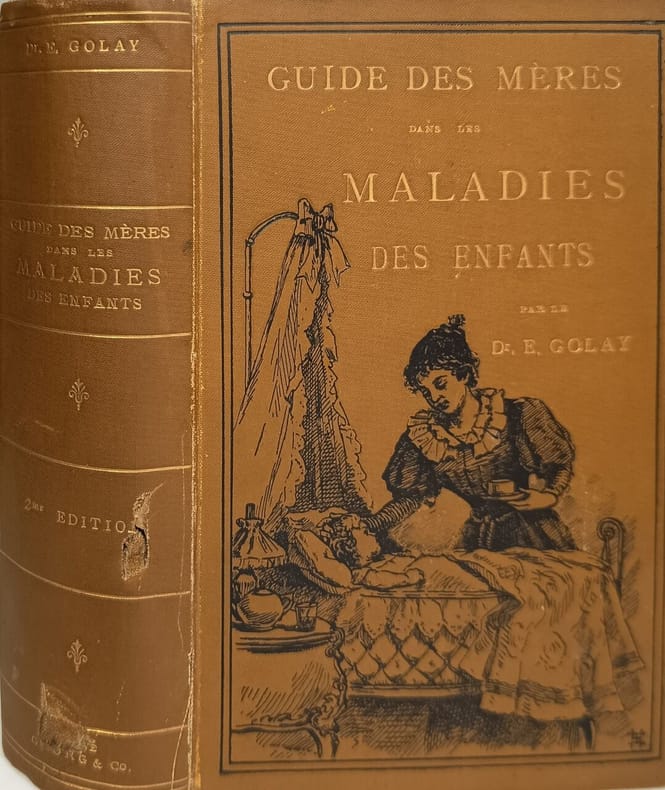 Dr. E. GOLAY
GUIDE DES MÈRES
DANS LES
MALADIES
DES ENFANTS
2me EDITION
& Co.
GUIDE DES MÈRES
DANS LES
MALADIES
DES ENFANTS
PAR LE
Dr. E. GOLAY